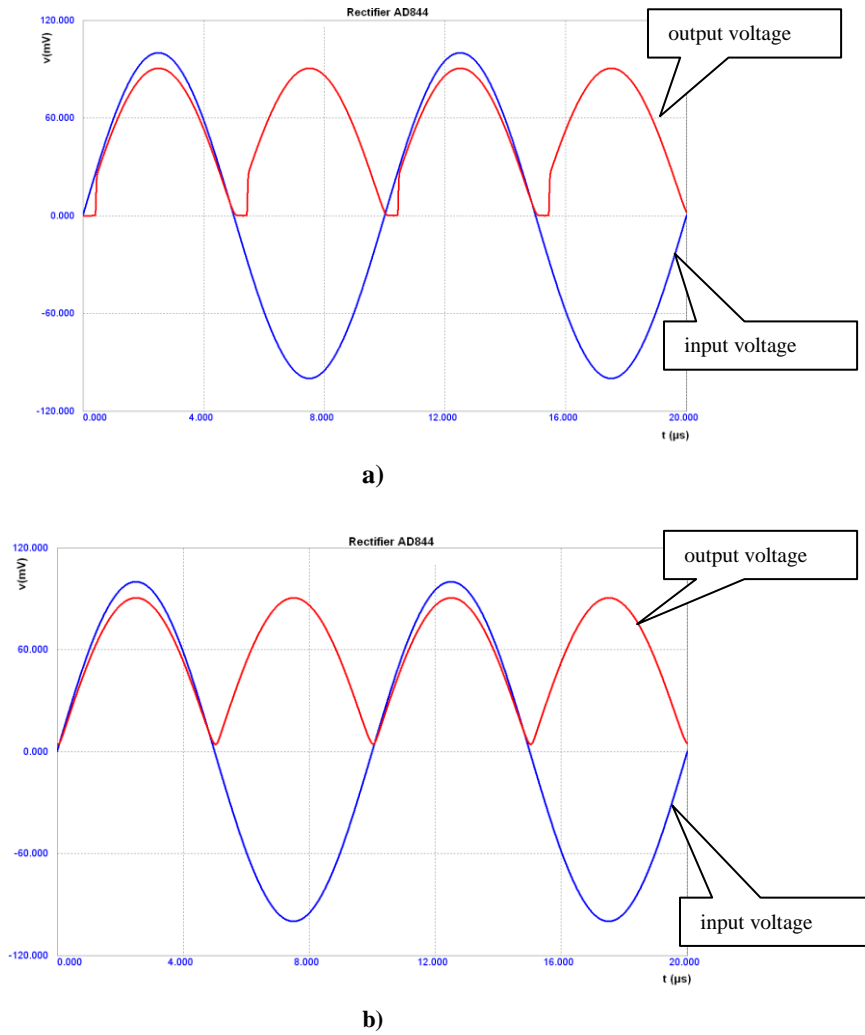 Rectifier AD844
output voltage
120.000
v(mV)
60.000
0.000
-60.000
input voltage
-120.000
0.000 4.000 8.000 12.000 16.000 20.000
t (µs)
a)
Rectifier AD844
output voltage
120.000
v(mV)
60.000
0.000
-60.000
input voltage
-120.000
0.000 4.000 8.000 12.000 16.000 20.000
t (µs)
b)